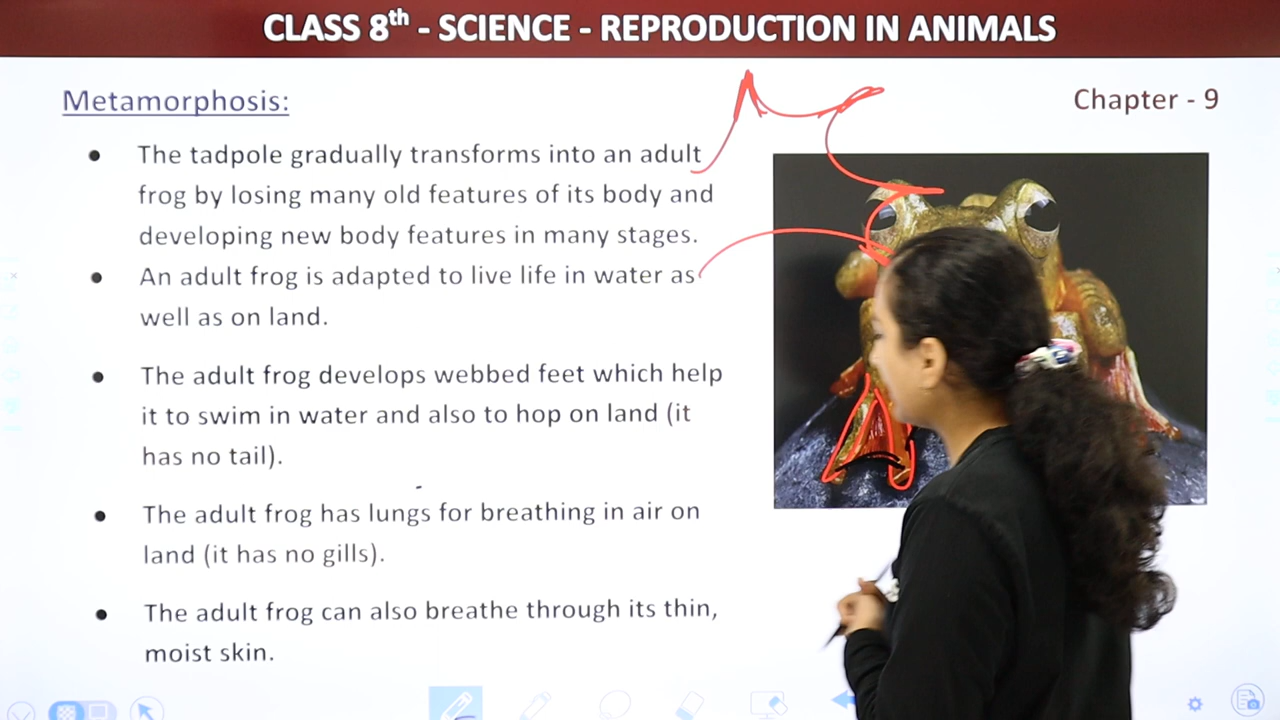 CLASS 8th - SCIENCE - REPRODUCTION IN ANIMALS
Metamorphosis:
Chapter - 9
• The tadpole gradually transforms into an adult
frog by losing many old features of its body and
developing new body features in many stages.
• An adult frog is adapted to live life in water as
well as on land.
• The adult frog develops webbed feet which help
it to swim in water and also to hop on land (it
has no tail).
• The adult frog has lungs for breathing in air on
land (it has no gills).
• The adult frog can also breathe through its thin,
moist skin.